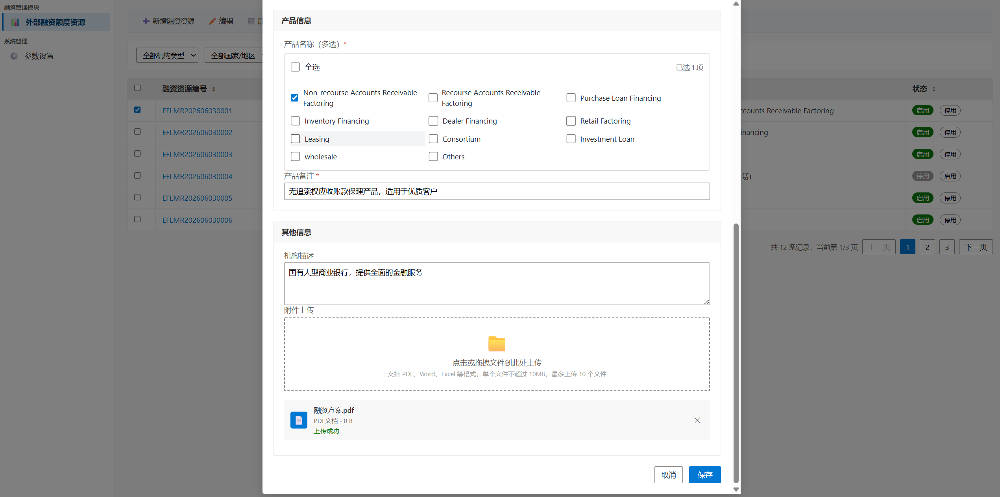 融资管理模块
外部融资额度资源
系统管理
参数设置
新增融资资源
编辑
全部机构类型
全部国家/地区
融资资源编号
状态
EFLMR202606030001
ccounts Receivable Factoring
启用
停用
EFLMR202606030002
inancing
启用
停用
EFLMR202606030003
启用
停用
EFLMR202606030004
赁)
停用
启用
EFLMR202606030005
启用
停用
EFLMR202606030006
启用
停用
共 12 条记录，当前第 1/3 页
上一页
1
2
3
下一页
产品信息
产品名称（多选） *
全选
已选 1 项
Non-recourse Accounts Receivable
Factoring
Recourse Accounts Receivable
Factoring
Purchase Loan Financing
Inventory Financing
Dealer Financing
Retail Factoring
Leasing
Consortium
Investment Loan
wholesale
Others
产品备注 *
无追索权应收账款保理产品，适用于优质客户
其他信息
机构描述
国有大型商业银行，提供全面的金融服务
附件上传
点击或拖拽文件到此处上传
支持 PDF、Word、Excel 等格式，单个文件不超过 10MB，最多上传 10 个文件
融资方案.pdf
PDF文档 - 0 B
上传成功
取消
保存